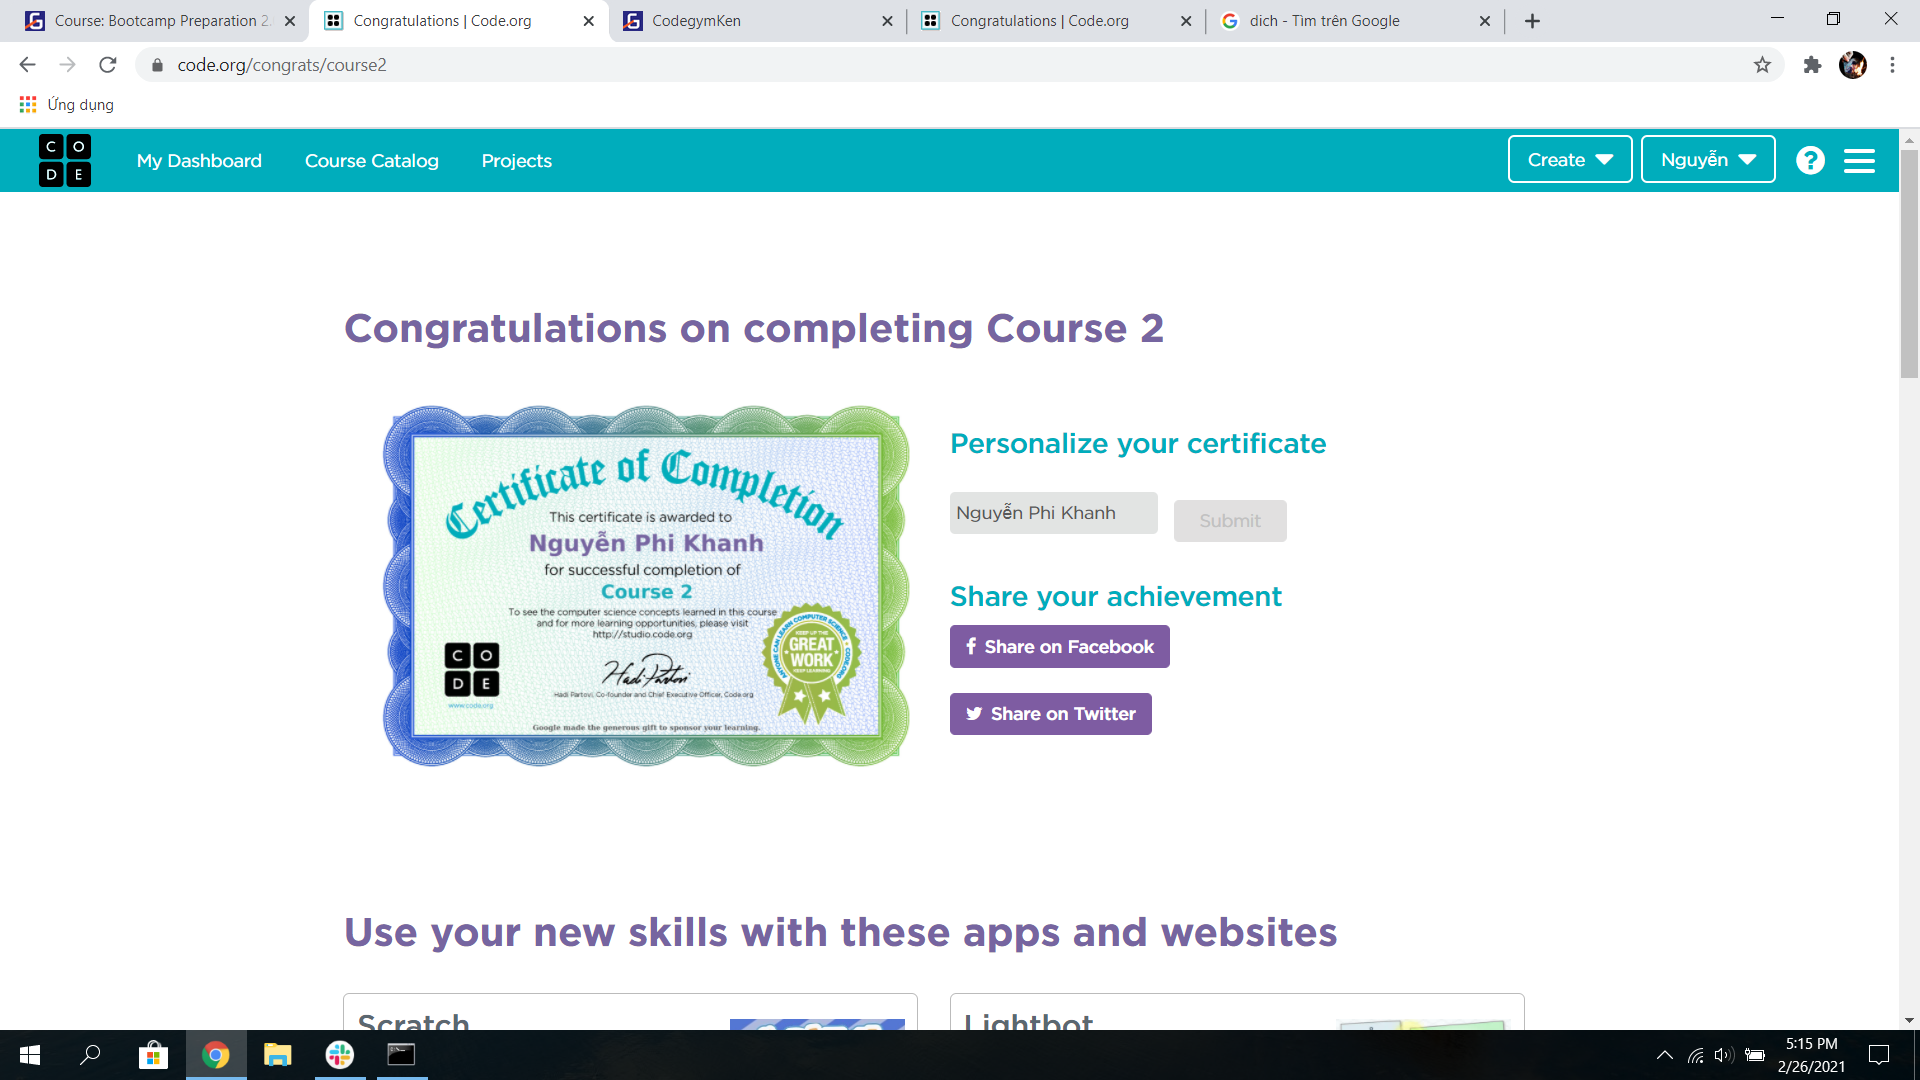 Course: Bootcamp Preparation 2.
Congratulations | Code.org
CodegymKen
Congratulations | Code.org
dich - Tìm trên Google
code.org/congrats/course2
Ứng dụng
C O
D E
My Dashboard
Course Catalog
Projects
Create
Nguyễn
?
Congratulations on completing Course 2
Certificate of Completion
This certificate is awarded to
Nguyễn Phi Khanh
for successful completion of
Course 2
To see the computer science concepts learned in this course
and for more learning opportunities, please visit
http://studio.code.org
C O
D E
www.code.org
Hadi Partovi
Hadi Partovi, Co-founder and Chief Executive Officer, Code.org
ANYONE CAN LEARN COMPUTER SCIENCE • CODE.ORG
KEEP UP THE
GREAT
WORK
KEEP LEARNING
Google made the generous gift to sponsor your learning.
Personalize your certificate
Nguyễn Phi Khanh
Submit
Share your achievement
f Share on Facebook
Share on Twitter
Use your new skills with these apps and websites
Scratch
Lightbot
5:15 PM
2/26/2021